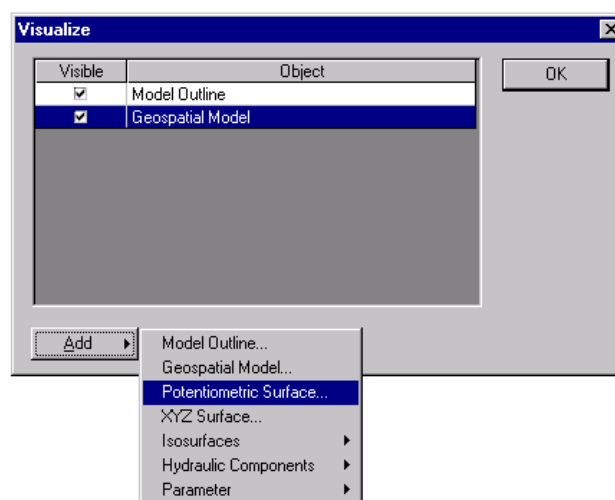 Visualize
Visible Object
OK
Model Outline
Geospatial Model
Add
Model Outline...
Geospatial Model...
Potentiometric Surface...
XYZ Surface...
Isosurfaces
Hydraulic Components
Parameter